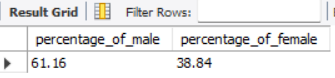 Result Grid Filter Rows:
percentage_of_male percentage_of_female
61.16 38.84